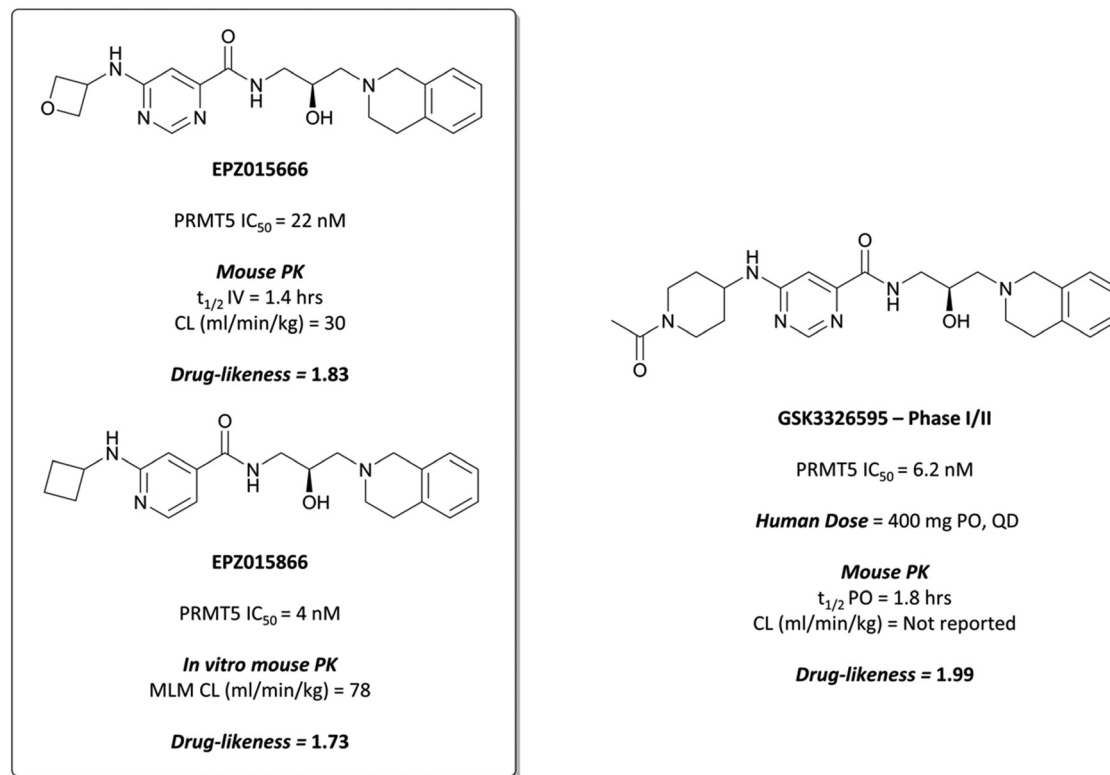 EPZ015666
PRMT5 IC50 = 22 nM
Mouse PK
t1/2 IV = 1.4 hrs
CL (ml/min/kg) = 30
Drug-likeness = 1.83
EPZ015866
PRMT5 IC50 = 4 nM
In vitro mouse PK
MLM CL (ml/min/kg) = 78
Drug-likeness = 1.73
GSK3326595 – Phase I/II
PRMT5 IC50 = 6.2 nM
Human Dose = 400 mg PO, QD
Mouse PK
t1/2 PO = 1.8 hrs
CL (ml/min/kg) = Not reported
Drug-likeness = 1.99
O
H
N
O
N
N
N
H
OH
N
O
H
N
N
N
H
OH
N
O
H
N
N
N
N
H
OH
N
N
O